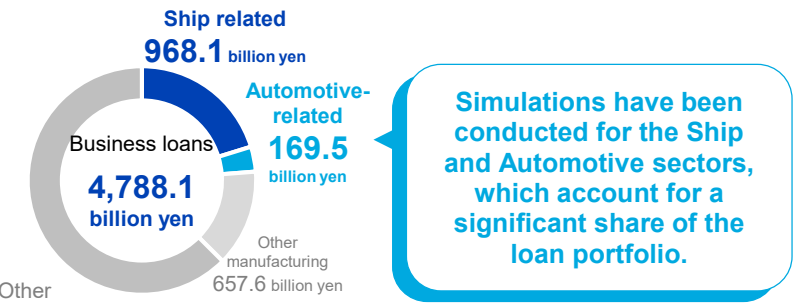 Ship related
968.1 billion yen
Automotive-
related
169.5
billion yen
Business loans
4,788.1
billion yen
Other
manufacturing
657.6 billion yen
Other
Simulations have been
conducted for the Ship
and Automotive sectors,
which account for a
significant share of the
loan portfolio.